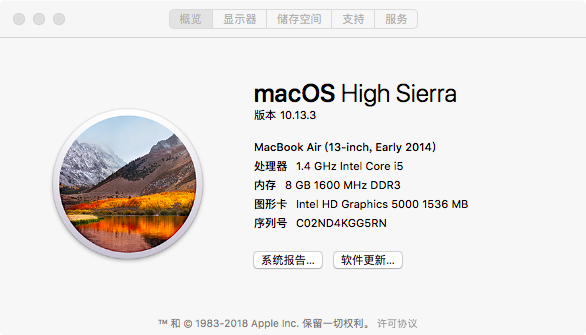 概览 显示器 储存空间 支持 服务
macOS High Sierra
版本 10.13.3
MacBook Air (13-inch, Early 2014)
处理器 1.4 GHz Intel Core i5
内存 8 GB 1600 MHz DDR3
图形卡 Intel HD Graphics 5000 1536 MB
序列号 C02ND4KGG5RN
系统报告... 软件更新...
™ 和 © 1983-2018 Apple Inc. 保留一切权利。 许可协议